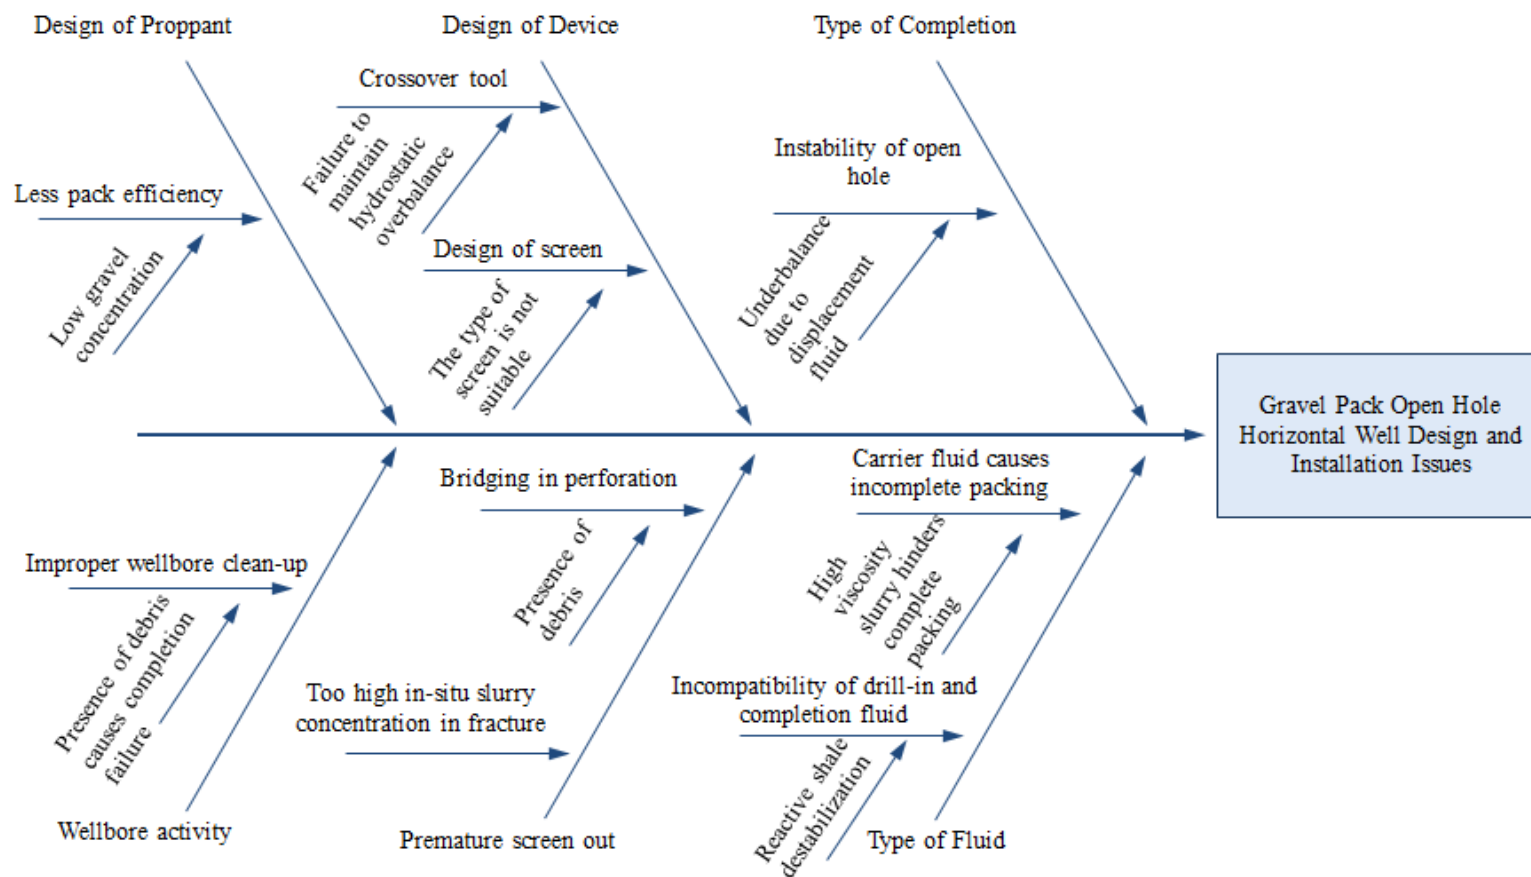 Design of Proppant
Design of Device
Type of Completion
Crossover tool
Failure to
maintain
hydrostatic
overbalance
Instability of open
hole
Less pack efficiency
Low gravel
concentration
Design of screen
The type of
screen is not
suitable
Underbalance
due to
displacement
fluid
Gravel Pack Open Hole
Horizontal Well Design and
Installation Issues
Bridging in perforation
Presence of
debris
Carrier fluid causes
incomplete packing
High
viscosity
slurry hinders
complete
packing
Improper wellbore clean-up
Presence of debris
causes completion
failure
Too high in-situ slurry
concentration in fracture
Incompatibility of drill-in and
completion fluid
Reactive shale
destabilization
Wellbore activity
Premature screen out
Type of Fluid